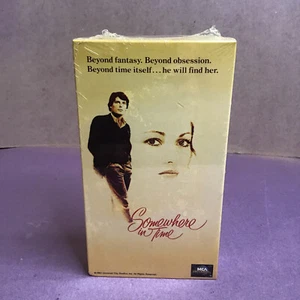 Beyond fantasy. Beyond obsession.
Beyond time itself...he will find her.
Somewhere
in Time
MCA